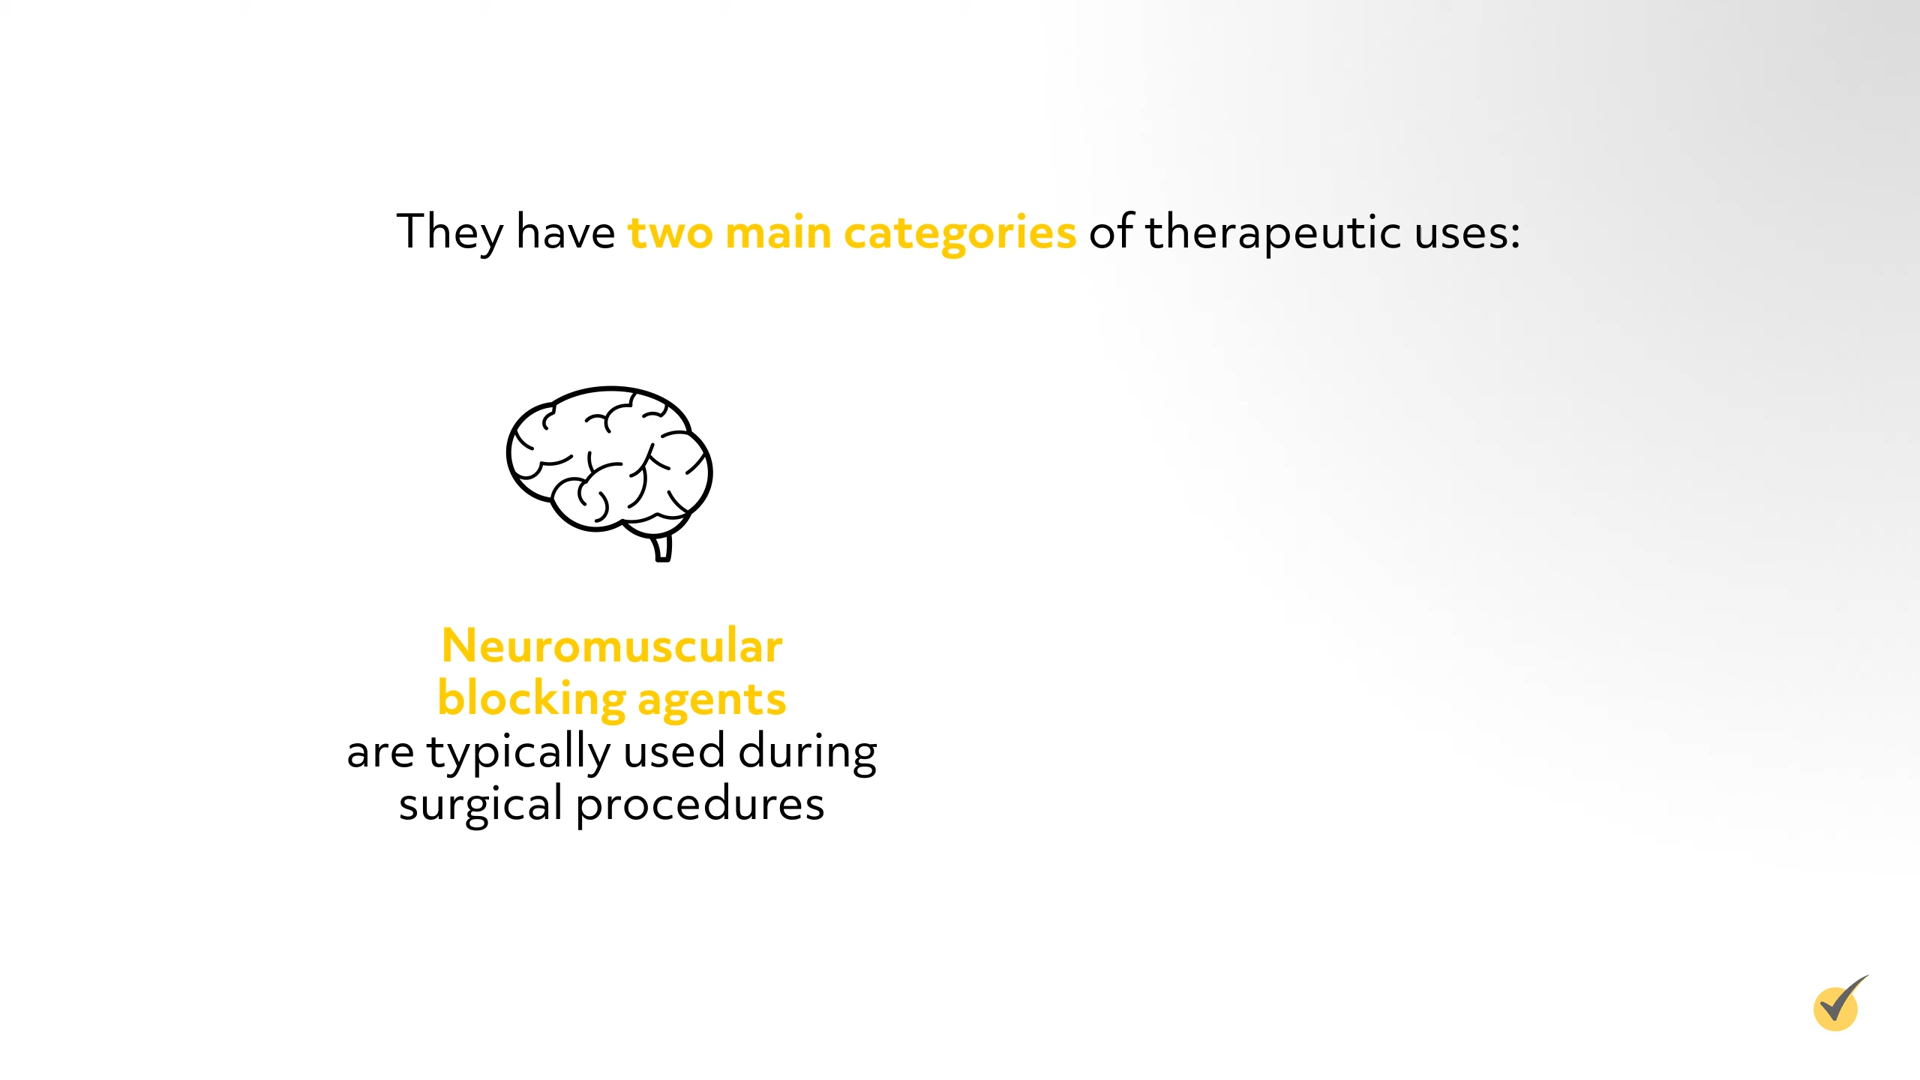 They have two main categories of therapeutic uses:
Neuromuscular
blocking agents
are typically used during
surgical procedures